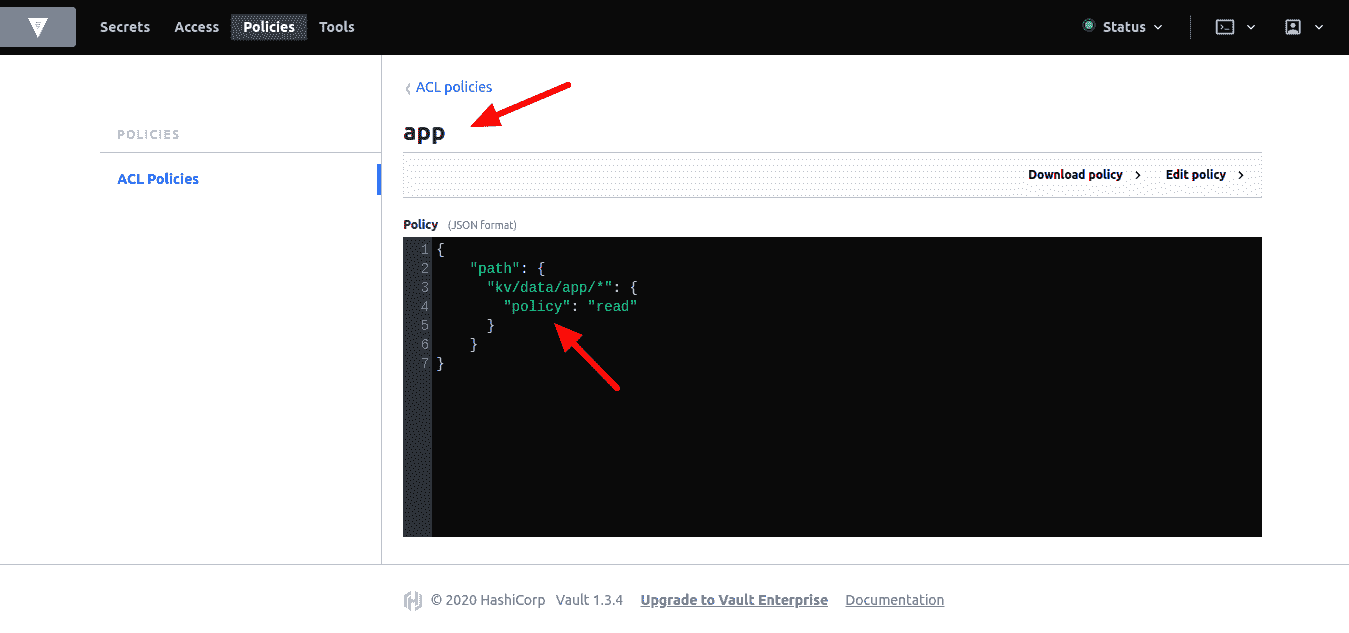 Secrets Access Policies Tools Status
ACL policies
app
POLICIES
ACL Policies
Download policy Edit policy
Policy (JSON format)
1 {
2     "path": {
3       "kv/data/app/*": {
4         "policy": "read"
5       }
6     }
7 }
© 2020 HashiCorp Vault 1.3.4 Upgrade to Vault Enterprise Documentation